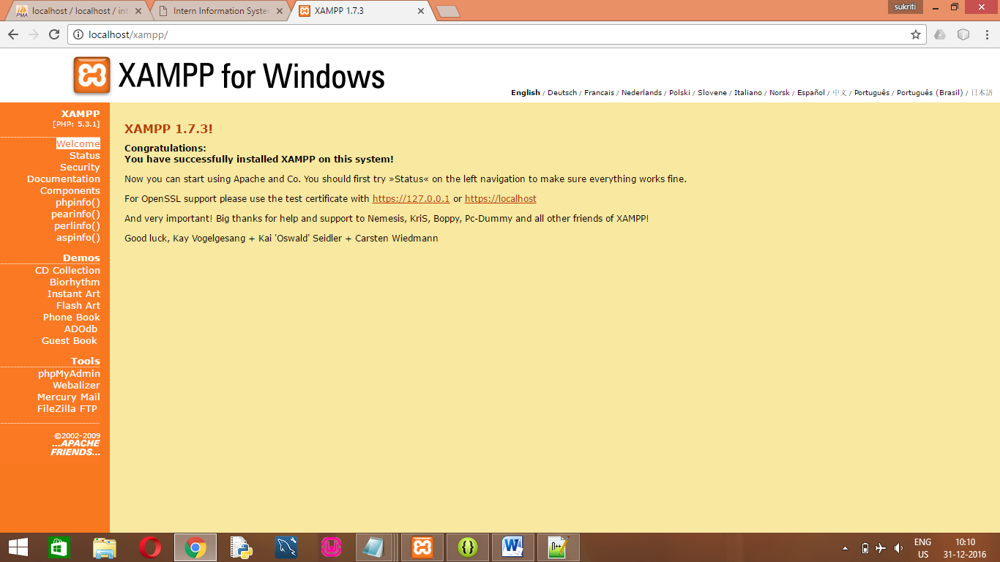 localhost / localhost / int
Intern Information System
XAMPP 1.7.3
sukriti
localhost/xampp/
XAMPP for Windows
English / Deutsch / Francais / Nederlands / Polski / Slovene / Italiano / Norsk / Español / 中文 / Português / Português (Brasil) / 日本語
XAMPP
[PHP: 5.3.1]
Welcome
Status
Security
Documentation
Components
phpinfo()
pearinfo()
perlinfo()
aspinfo()
Demos
CD Collection
Biorhythm
Instant Art
Flash Art
Phone Book
ADOdb
Guest Book
Tools
phpMyAdmin
Webalizer
Mercury Mail
FileZilla FTP
©2002-2009
...APACHE
FRIENDS...
XAMPP 1.7.3!
Congratulations:
You have successfully installed XAMPP on this system!
Now you can start using Apache and Co. You should first try »Status« on the left navigation to make sure everything works fine.
For OpenSSL support please use the test certificate with https://127.0.0.1 or https://localhost
And very important! Big thanks for help and support to Nemesis, KriS, Boppy, Pc-Dummy and all other friends of XAMPP!
Good luck, Kay Vogelgesang + Kai 'Oswald' Seidler + Carsten Wiedmann
ENG
US
10:10
31-12-2016